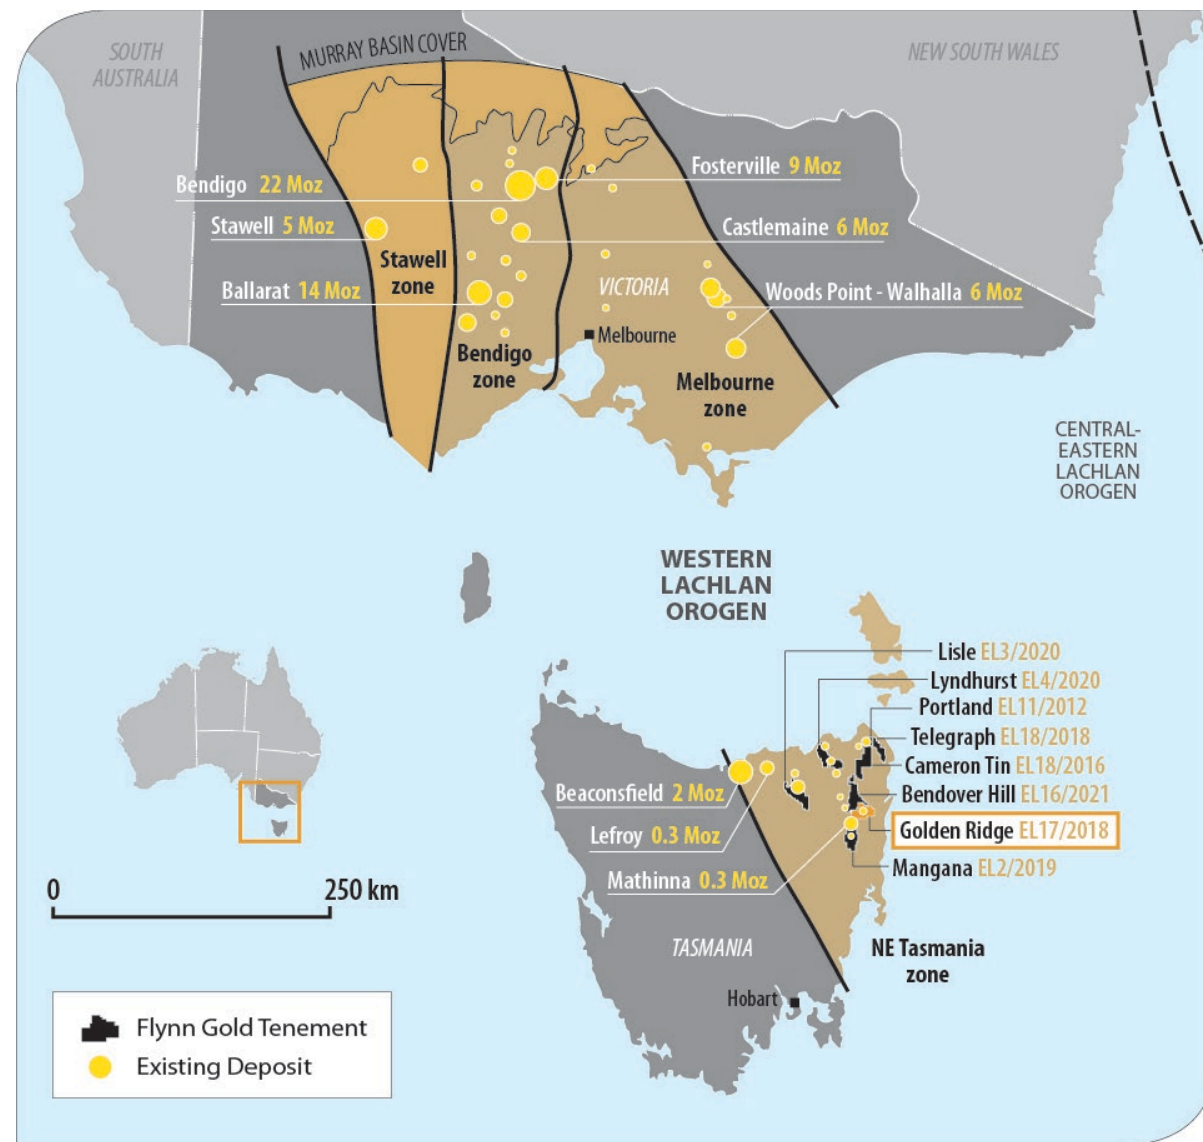 SOUTH
AUSTRALIA
MURRAY BASIN COVER
NEW SOUTH WALES
Bendigo 22 Moz
Fosterville 9 Moz
Stawell 5 Moz
Castlemaine 6 Moz
Stawell
zone
Ballarat 14 Moz
VICTORIA
Woods Point - Walhalla 6 Moz
Melbourne
Bendigo
zone
Melbourne
zone
CENTRAL-
EASTERN
LACHLAN
OROGEN
WESTERN
LACHLAN
OROGEN
Lisle EL3/2020
Lyndhurst EL4/2020
Portland EL11/2012
Telegraph EL18/2018
Cameron Tin EL18/2016
Bendover Hill EL16/2021
Golden Ridge EL17/2018
Mangana EL2/2019
Beaconsfield 2 Moz
Lefroy 0.3 Moz
Mathinna 0.3 Moz
0 250 km
TASMANIA
NE Tasmania
zone
Hobart
Flynn Gold Tenement
Existing Deposit